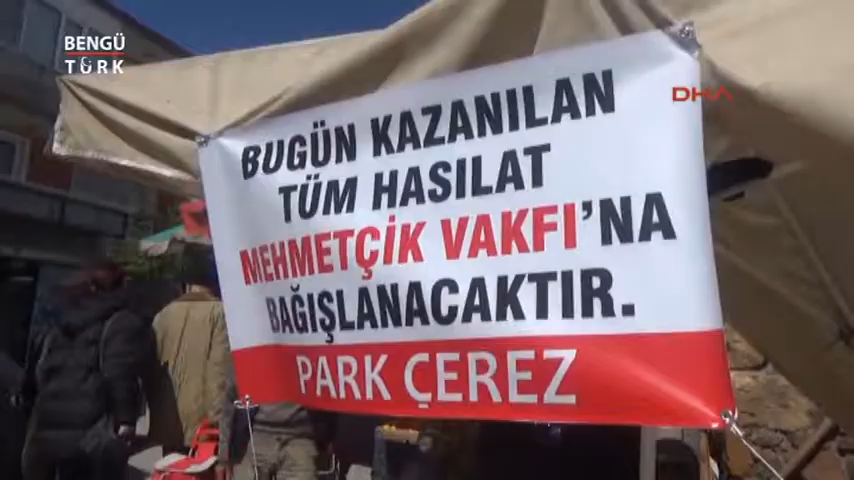 BENGÜ
TÜRK
DHA
BUGÜN KAZANILAN
TÜM HASILAT
MEHMETÇİK VAKFI'NA
BAĞIŞLANACAKTIR.
PARK ÇEREZ